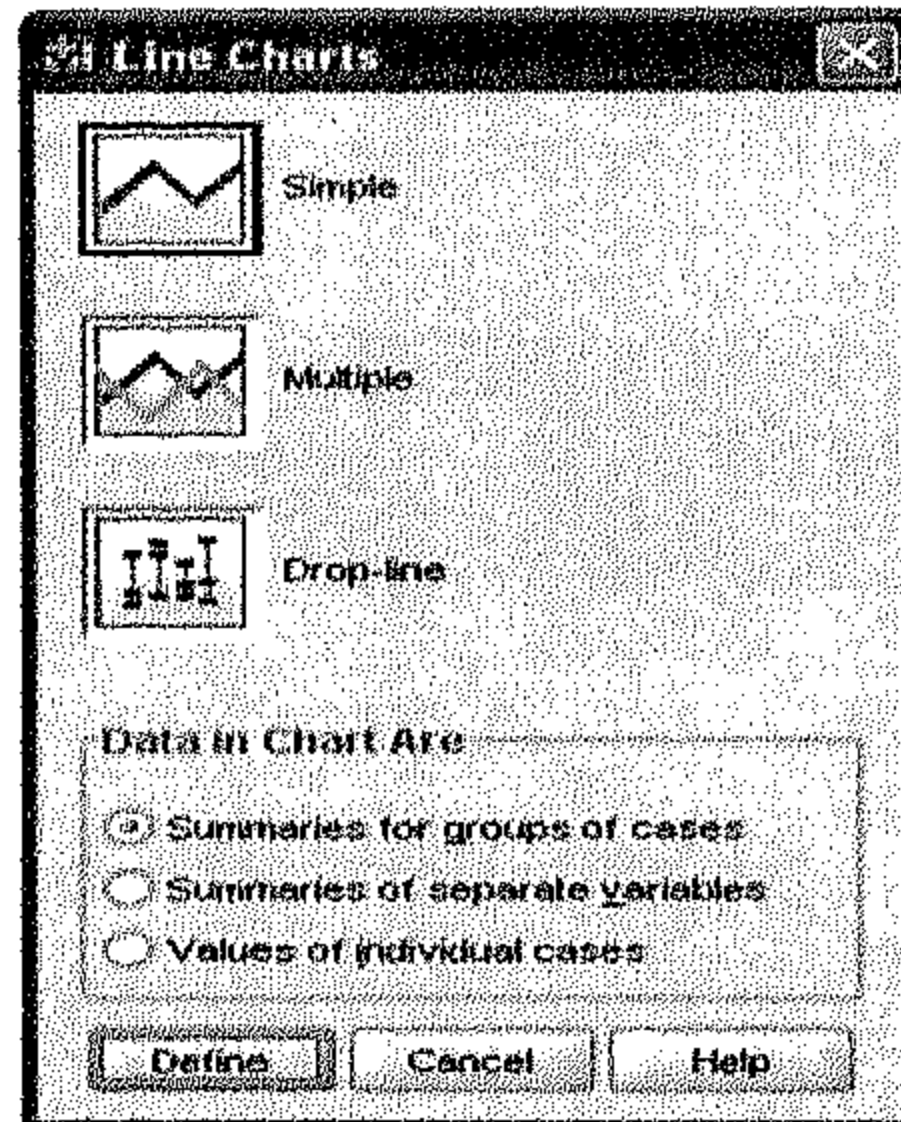 Line Charts
Simple
Multiple
Drop-line
Data in Chart Are
Summaries for groups of cases
Summaries of separate variables
Values of individual cases
Define
Cancel
Help